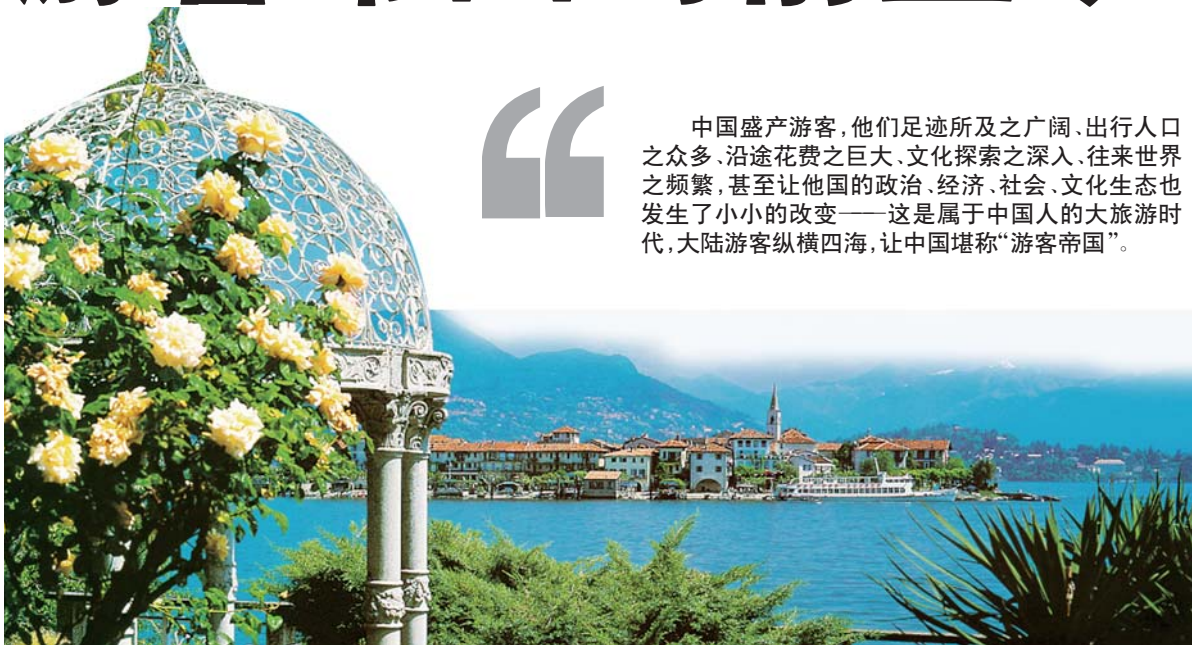 中国盛产游客,他们足迹所及之广阔、出行人口
之众多、沿途花费之巨大、文化探索之深入、往来世界
之频繁,甚至让他国的政治、经济、社会、文化生态也
发生了小小的改变——这是属于中国人的大旅游时
代,大陆游客纵横四海,让中国堪称“游客帝国”。